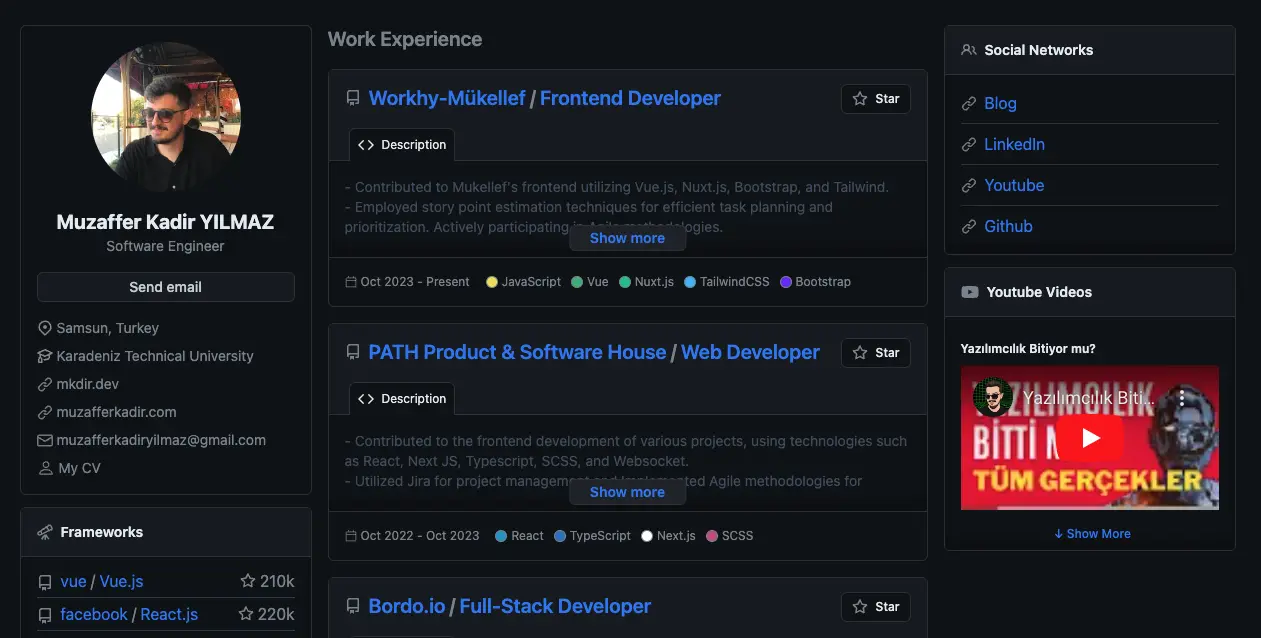 Muzaffer Kadir YILMAZ
Software Engineer
Send email
Samsun, Turkey
Karadeniz Technical University
mkdir.dev
muzafferkadir.com
muzafferkadiryilmaz@gmail.com
My CV
Frameworks
vue / Vue.js 210k
facebook / React.js 220k
Work Experience
Workhy-Mükellef / Frontend Developer
Star
Description
- Contributed to Mukellef's frontend utilizing Vue.js, Nuxt.js, Bootstrap, and Tailwind.
- Employed story point estimation techniques for efficient task planning and
prioritization. Actively participating in Agile methodologies.
Show more
Oct 2023 - Present JavaScript Vue Nuxt.js TailwindCSS Bootstrap
PATH Product & Software House / Web Developer
Star
Description
- Contributed to the frontend development of various projects, using technologies such
as React, Next JS, Typescript, SCSS, and Websocket.
- Utilized Jira for project management and implemented Agile methodologies for
Show more
Oct 2022 - Oct 2023 React TypeScript Next.js SCSS
Bordo.io / Full-Stack Developer
Star
Social Networks
Blog
LinkedIn
Youtube
Github
Youtube Videos
Yazılımcılık Bitiyor mu?
Yazılımcılık Biti...
YAZILIMCILIK
BİTTİ
TÜM GERÇEKLER
↓ Show More